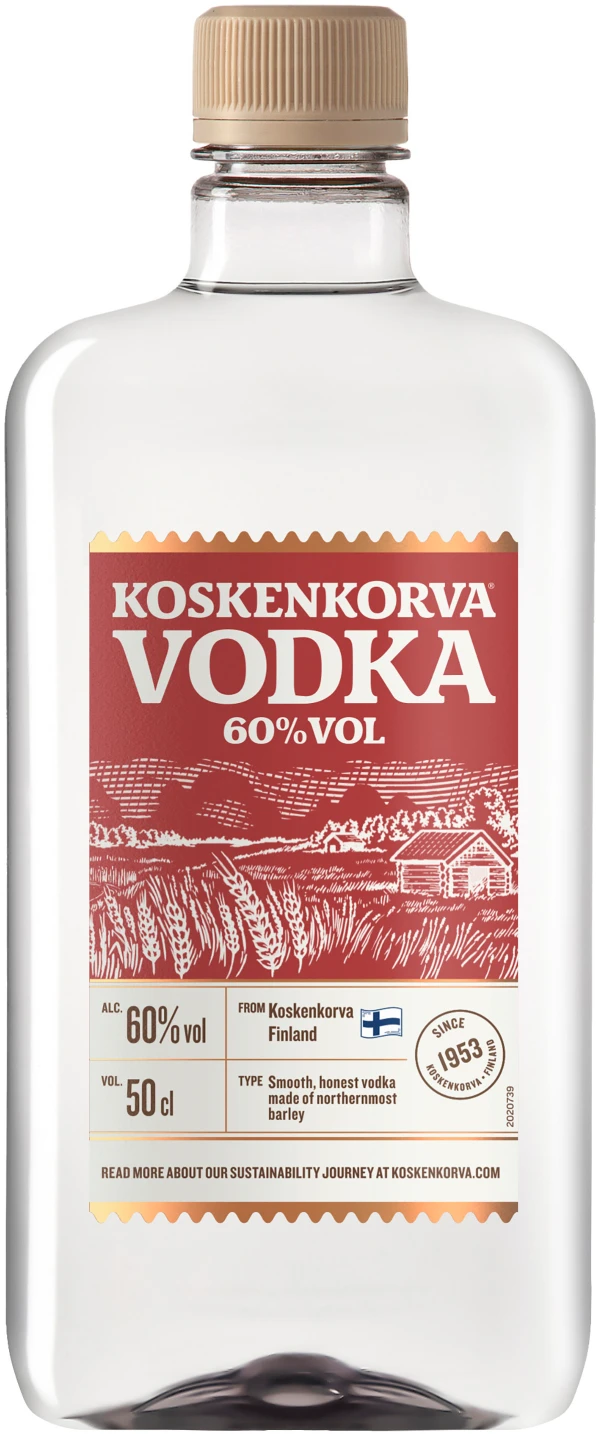 KOSKENKORVA®
VODKA
60% VOL
ALC. 60% vol
FROM Koskenkorva
Finland
VOL. 50 cl
TYPE Smooth, honest vodka
made of northernmost
barley
SINCE
1953
KOSKENKORVA • FINLAND
2020739
READ MORE ABOUT OUR SUSTAINABILITY JOURNEY AT KOSKENKORVA.COM